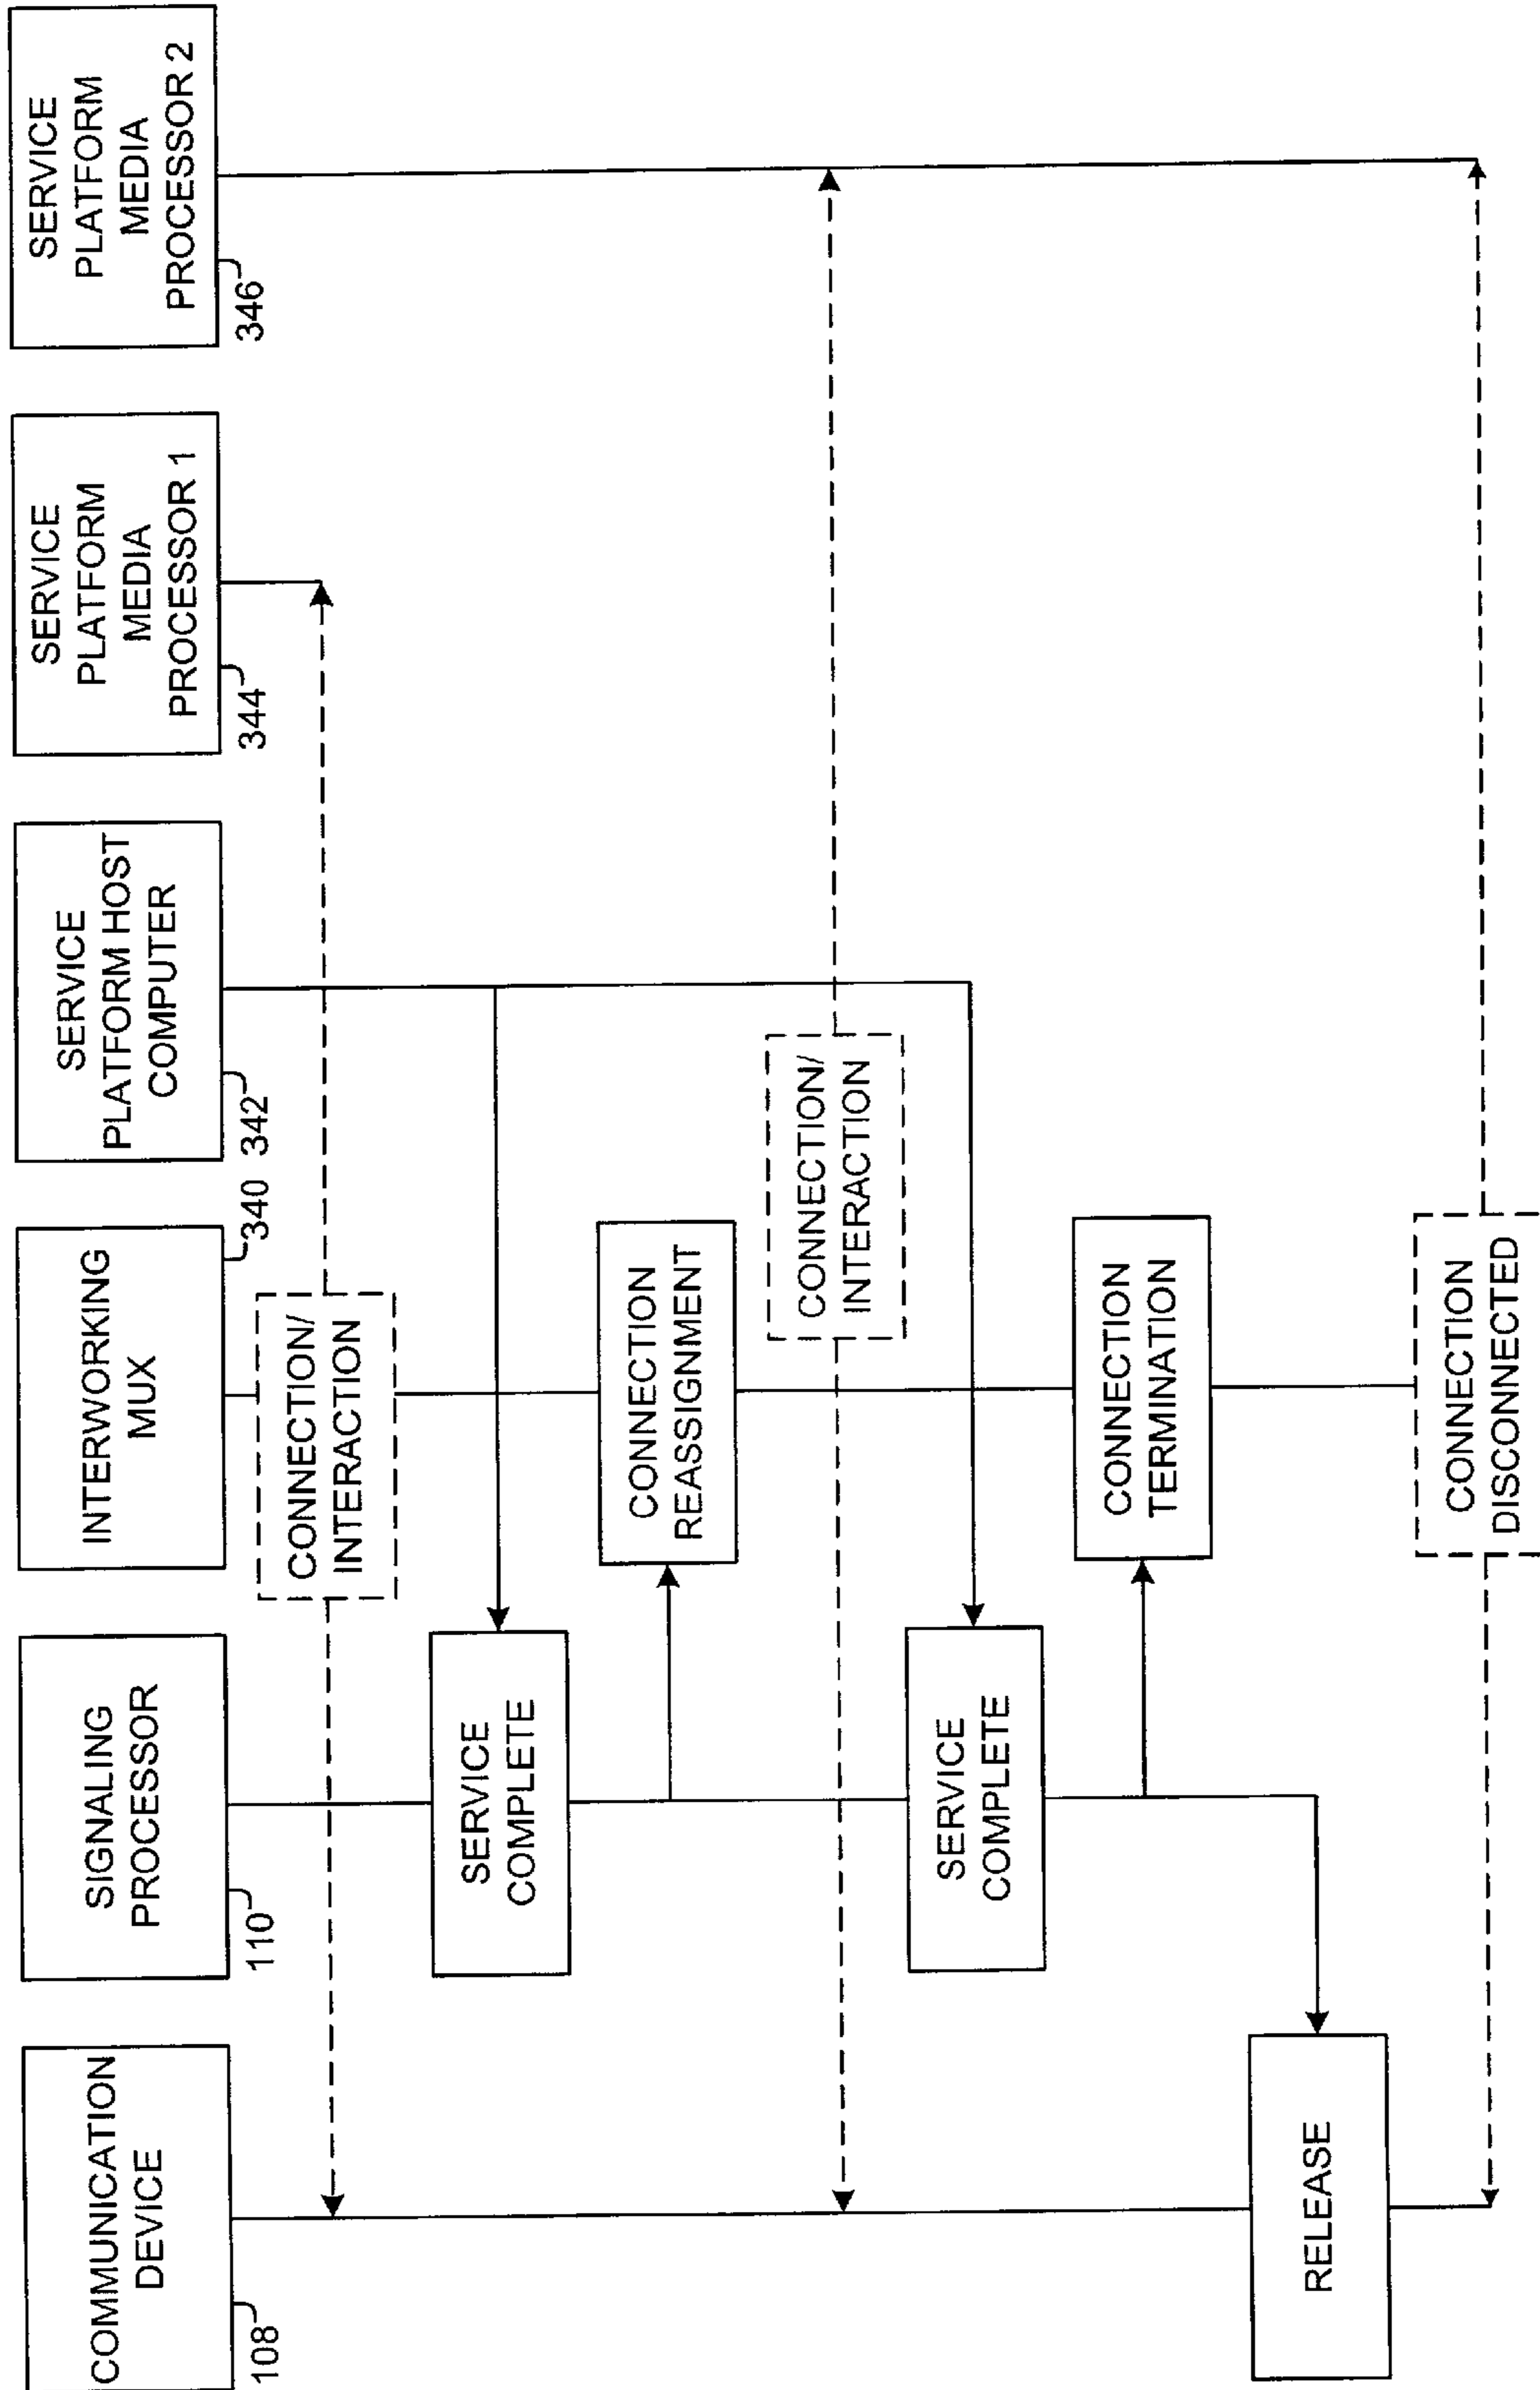 COMMUNICATION
DEVICE
108
SIGNALING
PROCESSOR
110
INTERWORKING
MUX
340
SERVICE
PLATFORM HOST
COMPUTER
342
SERVICE
PLATFORM
MEDIA
PROCESSOR 1
344
SERVICE
PLATFORM
MEDIA
PROCESSOR 2
346
CONNECTION/
INTERACTION
SERVICE
COMPLETE
CONNECTION
REASSIGNMENT
CONNECTION/
INTERACTION
SERVICE
COMPLETE
CONNECTION
TERMINATION
RELEASE
CONNECTION
DISCONNECTED